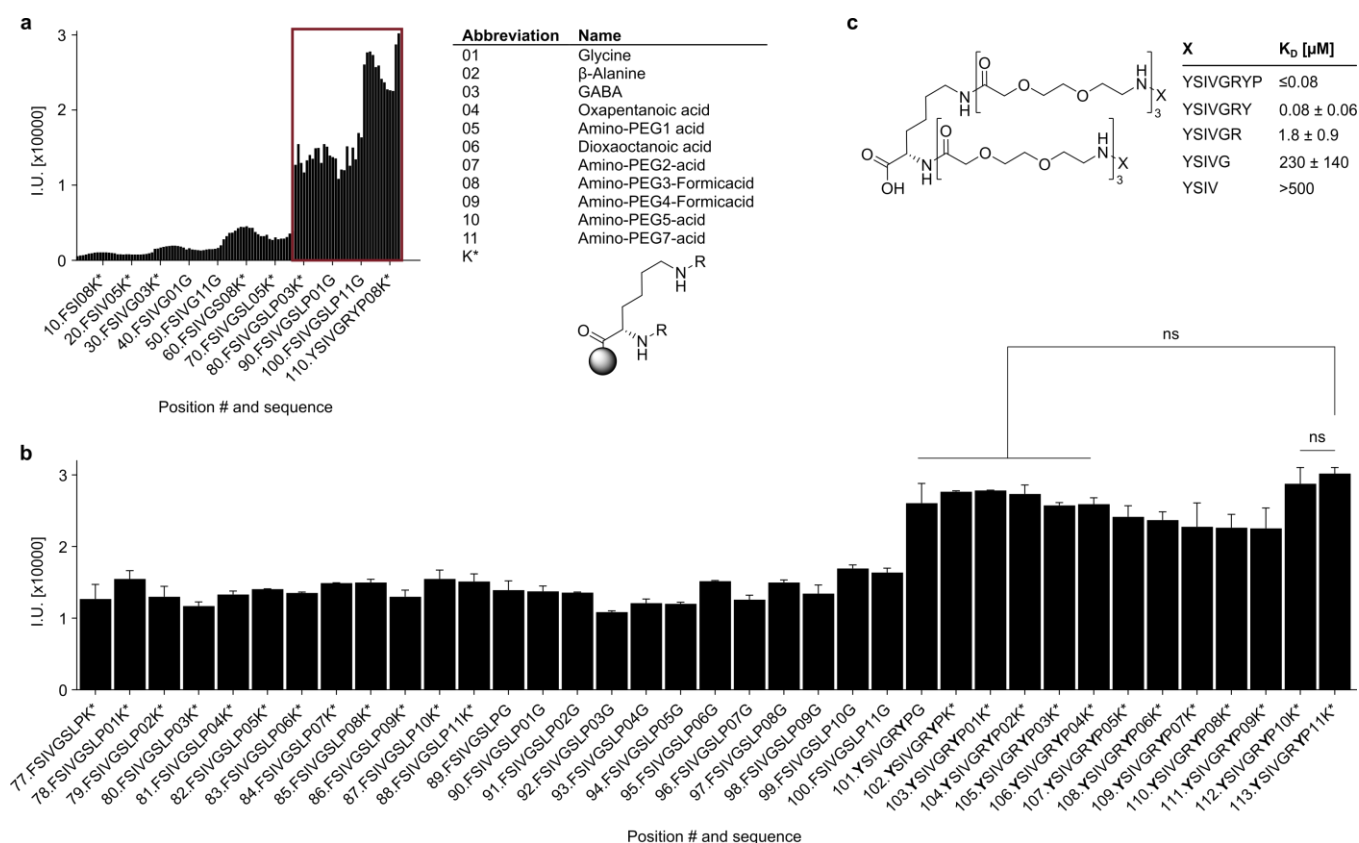 a
I.U. [x10000]
3
2
1
0
10.FSI08K*
20.FSIV05K*
30.FSIVG03K*
40.FSIVG01G
50.FSIVG11G
60.FSIVGS08K*
70.FSIVGSL05K*
80.FSIVGSLP03K*
90.FSIVGSLP01G
100.FSIVGSLP11G
110.YSIVGRYP08K*
Position # and sequence
Abbreviation Name
01 Glycine
02 β-Alanine
03 GABA
04 Oxapentanoic acid
05 Amino-PEG1 acid
06 Dioxaoctanoic acid
07 Amino-PEG2-acid
08 Amino-PEG3-Formicacid
09 Amino-PEG4-Formicacid
10 Amino-PEG5-acid
11 Amino-PEG7-acid
K*
H
N-R
O
N-R
H
c
O
H
N
O
O
H
N
3
X
O
O
OH
N
H
O
O
H
N
3
X
X K_D [µM]
YSIVGRYP ≤0.08
YSIVGRY 0.08 ± 0.06
YSIVGR 1.8 ± 0.9
YSIVG 230 ± 140
YSIV >500
b
ns
ns
I.U. [x10000]
3
2
1
0
77.FSIVGSLPK*
78.FSIVGSLP01K*
79.FSIVGSLP02K*
80.FSIVGSLP03K*
81.FSIVGSLP04K*
82.FSIVGSLP05K*
83.FSIVGSLP06K*
84.FSIVGSLP07K*
85.FSIVGSLP08K*
86.FSIVGSLP09K*
87.FSIVGSLP10K*
88.FSIVGSLP11K*
89.FSIVGSLPG
90.FSIVGSLP01G
91.FSIVGSLP02G
92.FSIVGSLP03G
93.FSIVGSLP04G
94.FSIVGSLP05G
95.FSIVGSLP06G
96.FSIVGSLP07G
97.FSIVGSLP08G
98.FSIVGSLP09G
99.FSIVGSLP10G
100.FSIVGSLP11G
101.YSIVGRYPG
102.YSIVGRYPK*
103.YSIVGRYP01K*
104.YSIVGRYP02K*
105.YSIVGRYP03K*
106.YSIVGRYP04K*
107.YSIVGRYP05K*
108.YSIVGRYP06K*
109.YSIVGRYP07K*
110.YSIVGRYP08K*
111.YSIVGRYP09K*
112.YSIVGRYP10K*
113.YSIVGRYP11K*
Position # and sequence